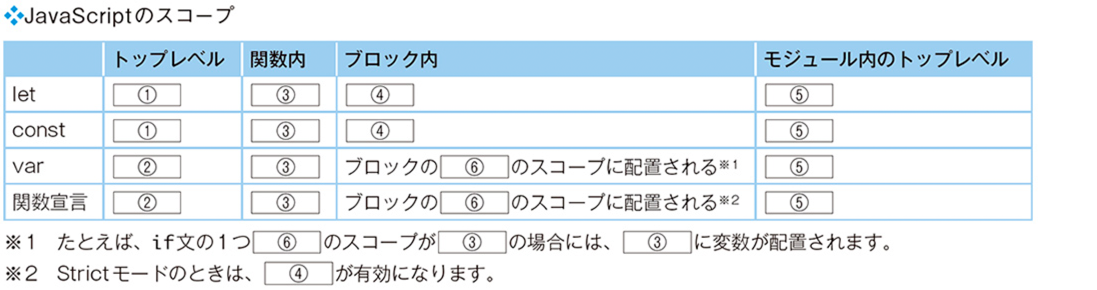 ❖JavaScriptのスコープ
トップレベル 関数内 ブロック内 モジュール内のトップレベル
let ① ③ ④ ⑤
const ① ③ ④ ⑤
var ② ③ ブロックの ⑥ のスコープに配置される※1 ⑤
関数宣言 ② ③ ブロックの ⑥ のスコープに配置される※2 ⑤
※1 たとえば、if文の1つ ⑥ のスコープが ③ の場合には、 ③ に変数が配置されます。
※2 Strictモードのときは、 ④ が有効になります。